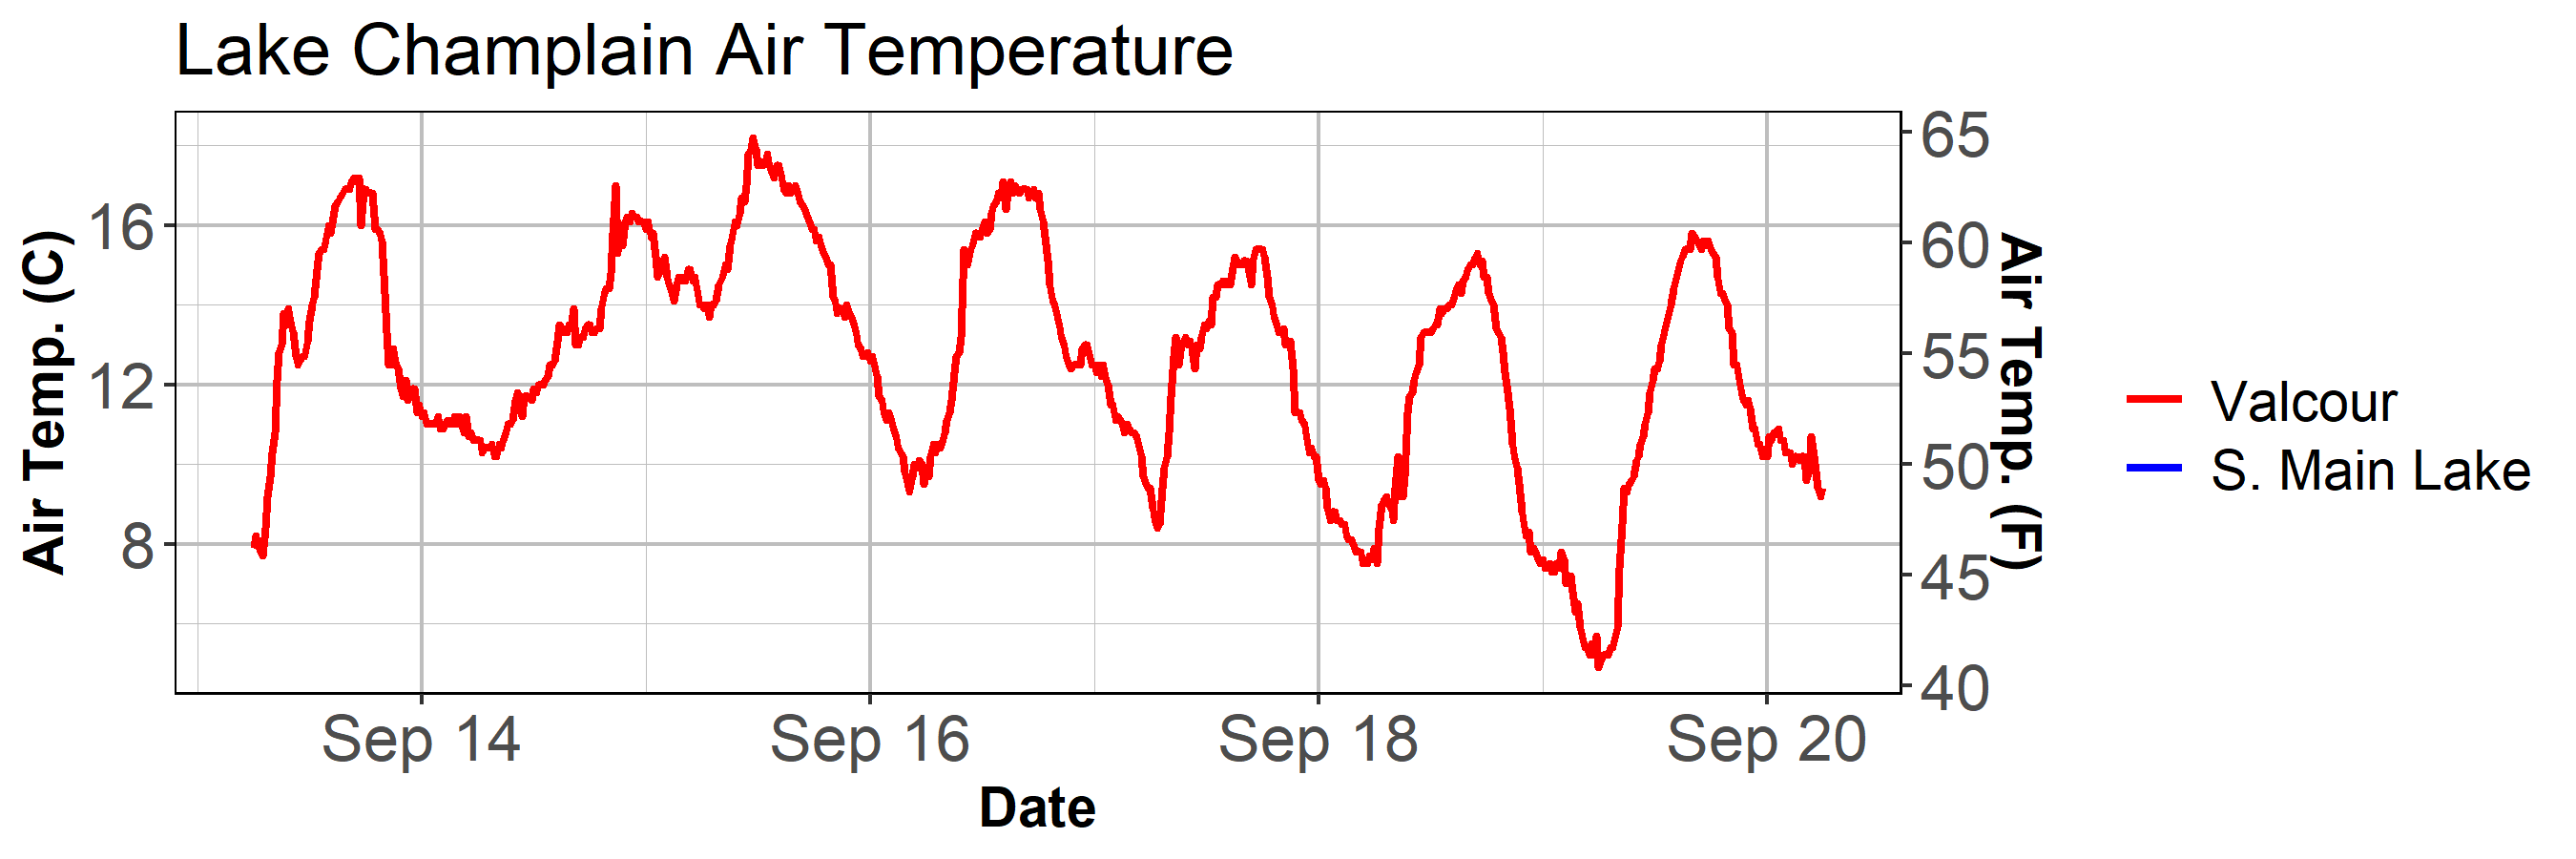 Lake Champlain Air Temperature
Air Temp. (C)
16
12
8
65
60
55
50
45
40
Air Temp. (F)
Sep 14
Sep 16
Sep 18
Sep 20
Date
Valcour
S. Main Lake